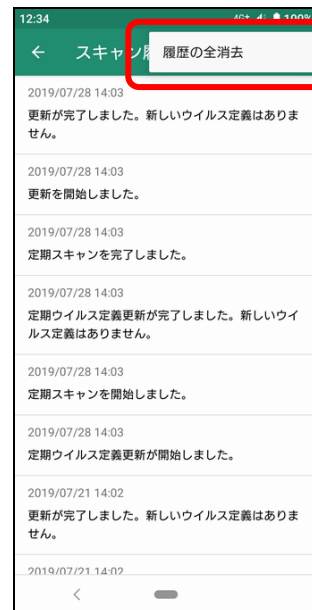 12:34 4G+ 100%
スキャン履 履歴の全消去
2019/07/28 14:03
更新が完了しました。新しいウイルス定義はありま
せん。
2019/07/28 14:03
更新を開始しました。
2019/07/28 14:03
定期スキャンを完了しました。
2019/07/28 14:03
定期ウイルス定義更新が完了しました。新しいウイ
ルス定義はありません。
2019/07/28 14:03
定期スキャンを開始しました。
2019/07/28 14:03
定期ウイルス定義更新が開始しました。
2019/07/21 14:02
更新が完了しました。新しいウイルス定義はありま
せん。
2019/07/21 14:02